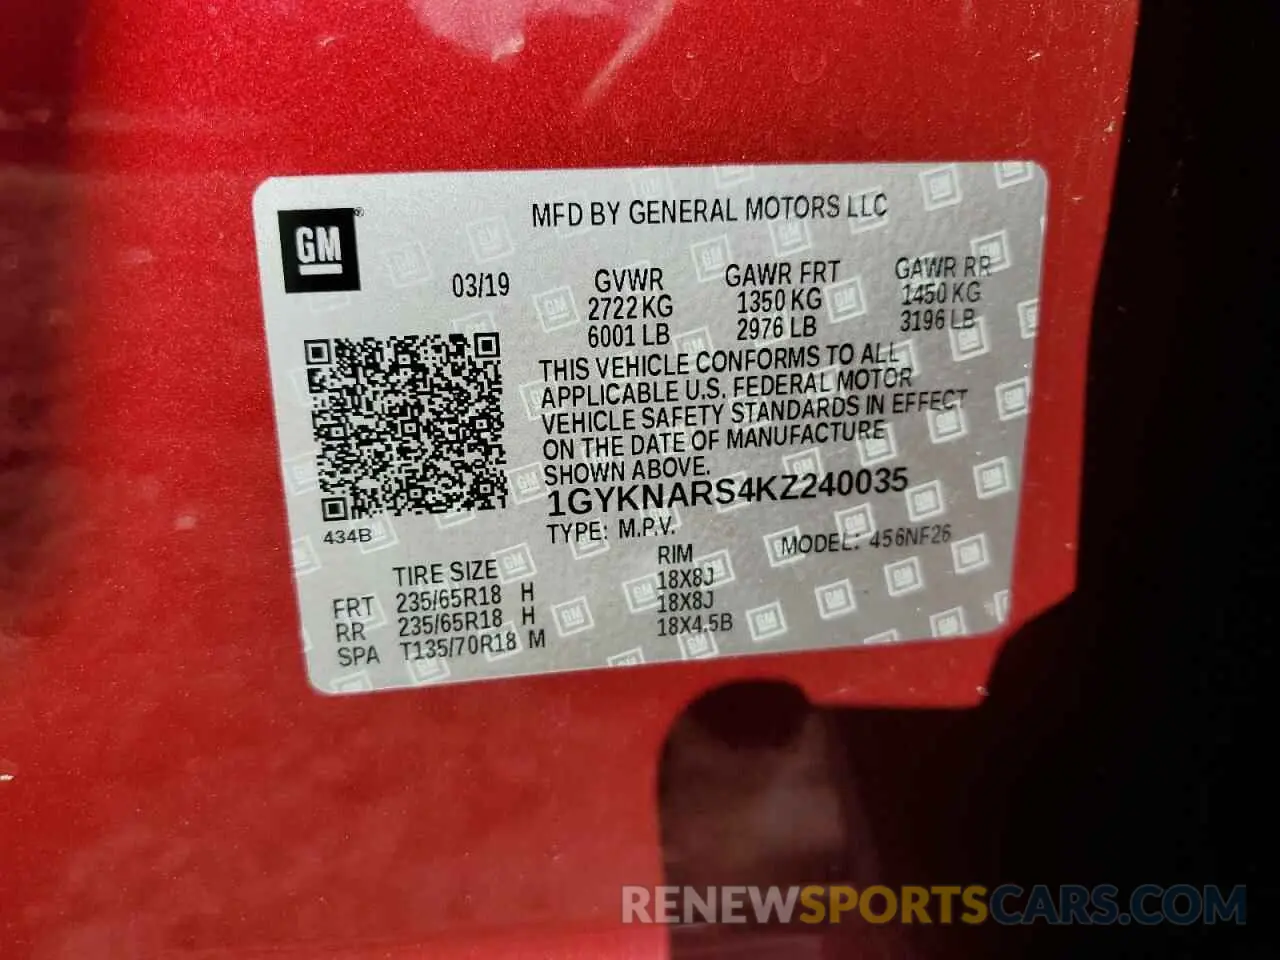 GM
MFD BY GENERAL MOTORS LLC
03/19 GVWR GAWR FRT GAWR RR
2722 KG 1350 KG 1450 KG
6001 LB 2976 LB 3196 LB
THIS VEHICLE CONFORMS TO ALL
APPLICABLE U.S. FEDERAL MOTOR
VEHICLE SAFETY STANDARDS IN EFFECT
ON THE DATE OF MANUFACTURE
SHOWN ABOVE.
1GYKNARS4KZ240035
434B
TYPE: M.P.V. MODEL: 456NF26
TIRE SIZE RIM
FRT 235/65R18 H 18X8J
RR 235/65R18 H 18X8J
SPA T135/70R18 M 18X4.5B
RENEWSPORTSCARS.COM